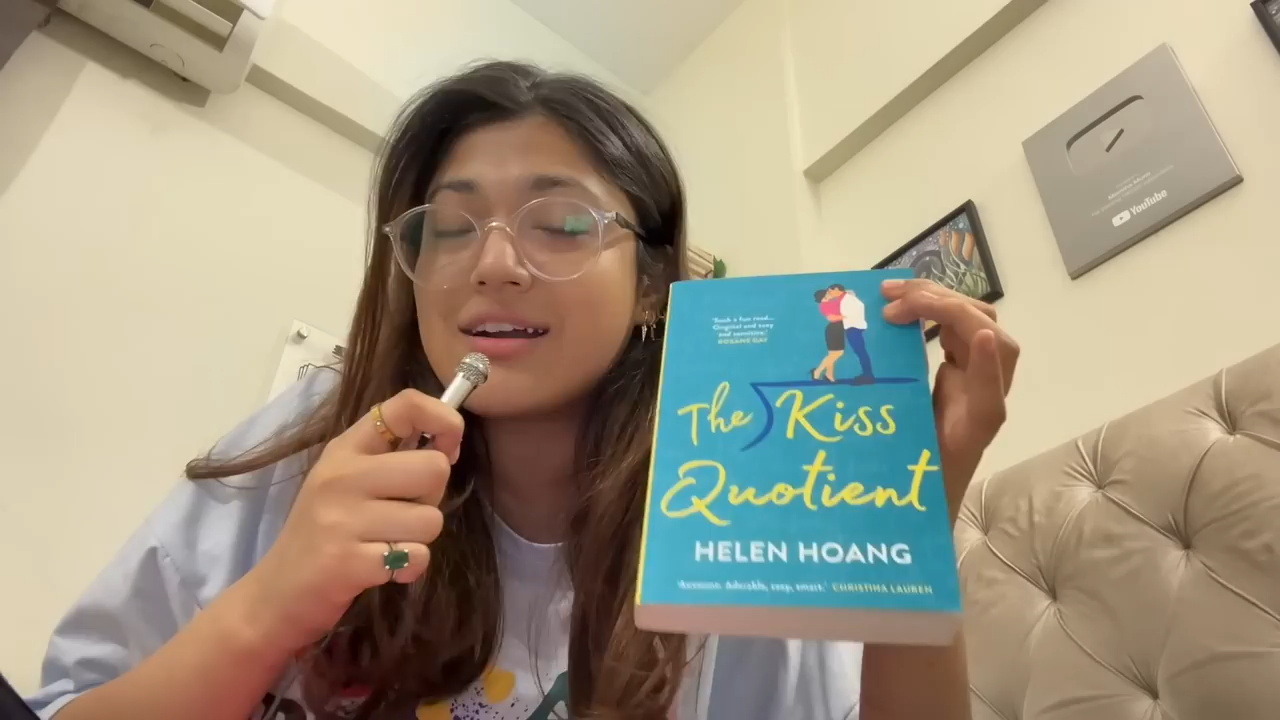 'Such a fun read...
Original and sexy
and sensitive.'
ROXANE GAY
The Kiss
Quotient
HELEN HOANG
'Awesome. Adorable, sexy, smart.' CHRISTINA LAUREN
YouTube